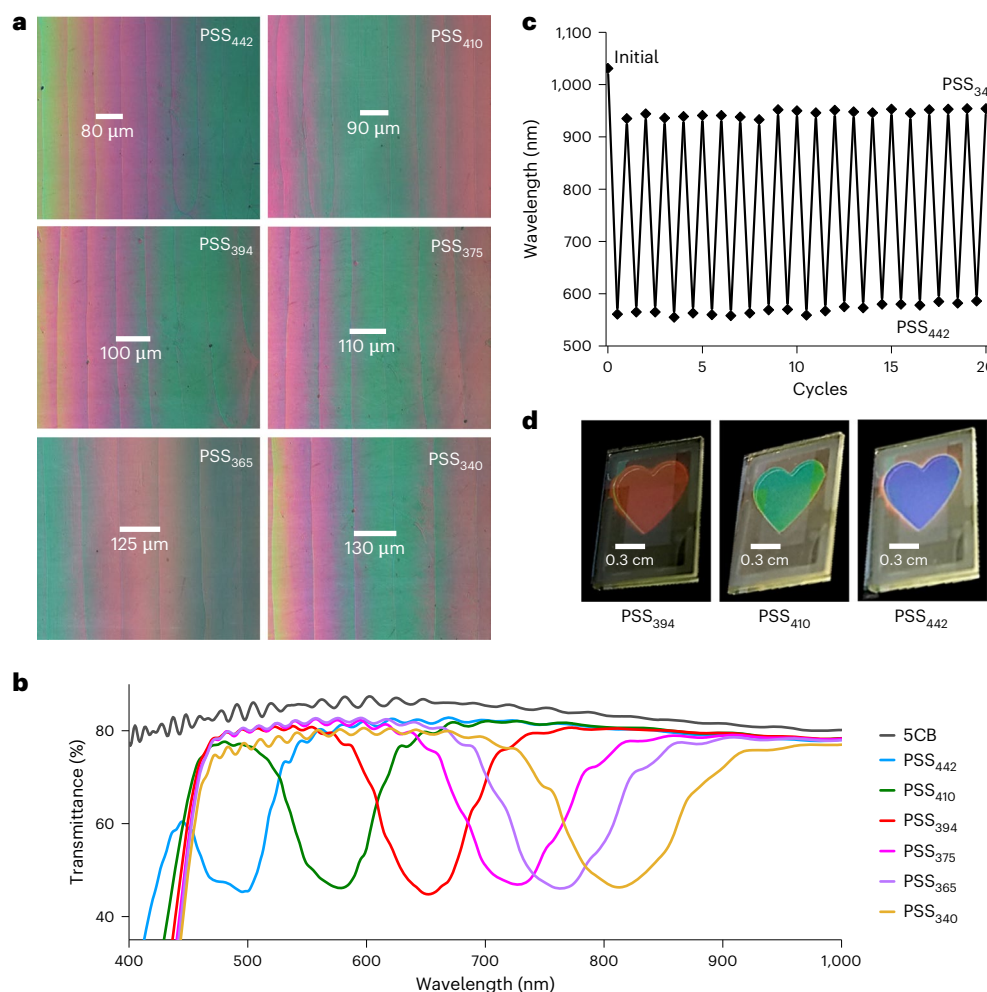 a
PSS442
80 µm
PSS410
90 µm
PSS394
100 µm
PSS375
110 µm
PSS365
125 µm
PSS340
130 µm
c
1,100
1,000
900
800
700
600
500
Wavelength (nm)
Initial
PSS34
PSS442
0
5
10
15
20
Cycles
d
0.3 cm
0.3 cm
0.3 cm
PSS394
PSS410
PSS442
b
80
60
40
Transmittance (%)
400
500
600
700
800
900
1,000
Wavelength (nm)
5CB
PSS442
PSS410
PSS394
PSS375
PSS365
PSS340